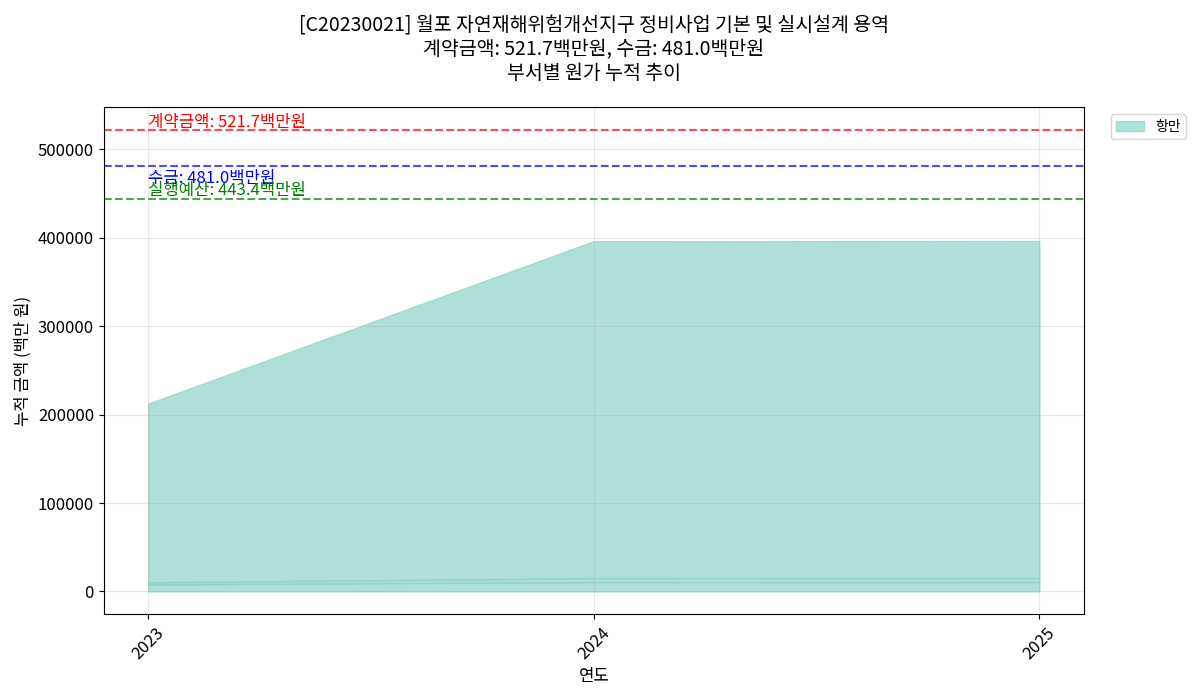 [C20230021] 월포 자연재해위험개선지구 정비사업 기본 및 실시설계 용역
계약금액: 521.7백만원, 수금: 481.0백만원
부서별 원가 누적 추이
계약금액: 521.7백만원
수금: 481.0백만원
실행예산: 443.4백만원
항만
500000
400000
300000
200000
100000
0
누적 금액 (백만 원)
2023
2024
2025
연도